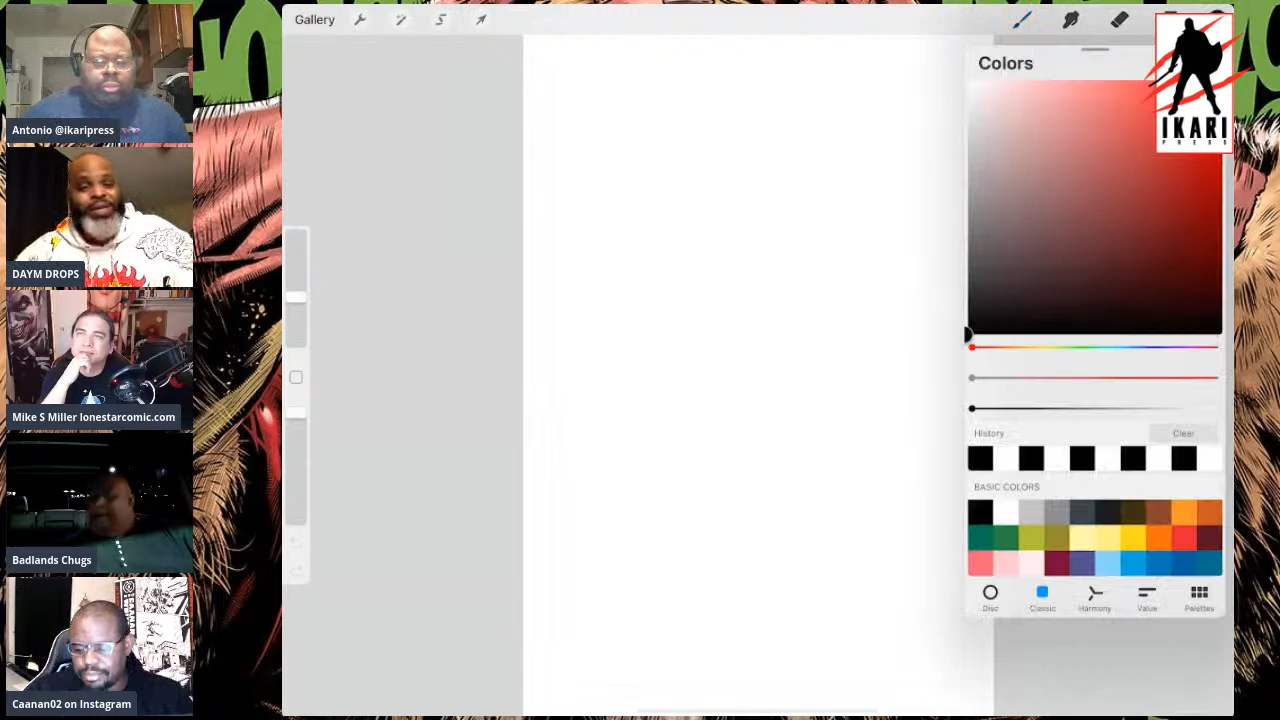 Antonio @ikaripress
DAYM DROPS
Mike S Miller lonestarcomic.com
Badlands Chugs
Caanan02 on Instagram
Gallery
Colors
IKARI
PRESS
History
Clear
BASIC COLORS
Disc
Classic
Harmony
Value
Palettes